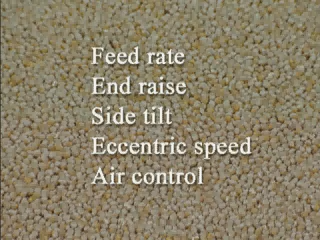 Feed rate
End raise
Side tilt
Eccentric speed
Air control